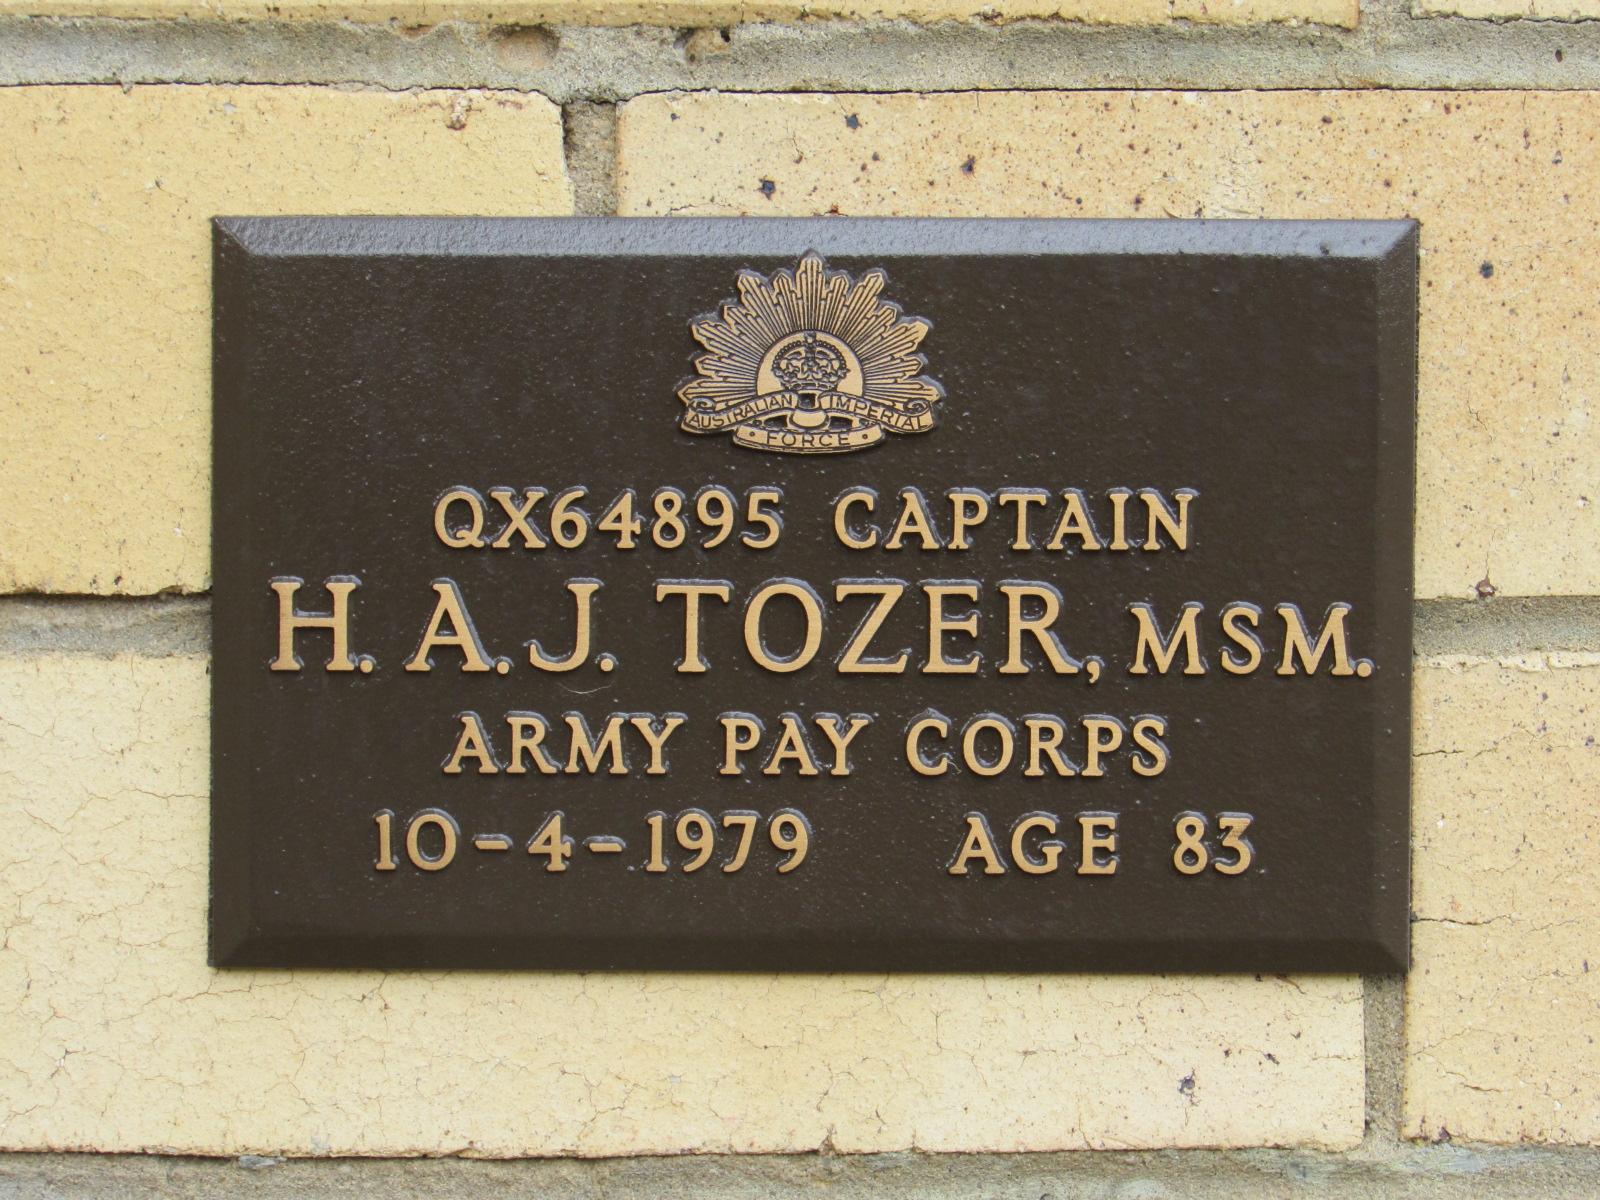 AUSTRALIAN IMPERIAL
FORCE
QX64895 CAPTAIN
H. A. J. TOZER, MSM.
ARMY PAY CORPS
10-4-1979 AGE 83